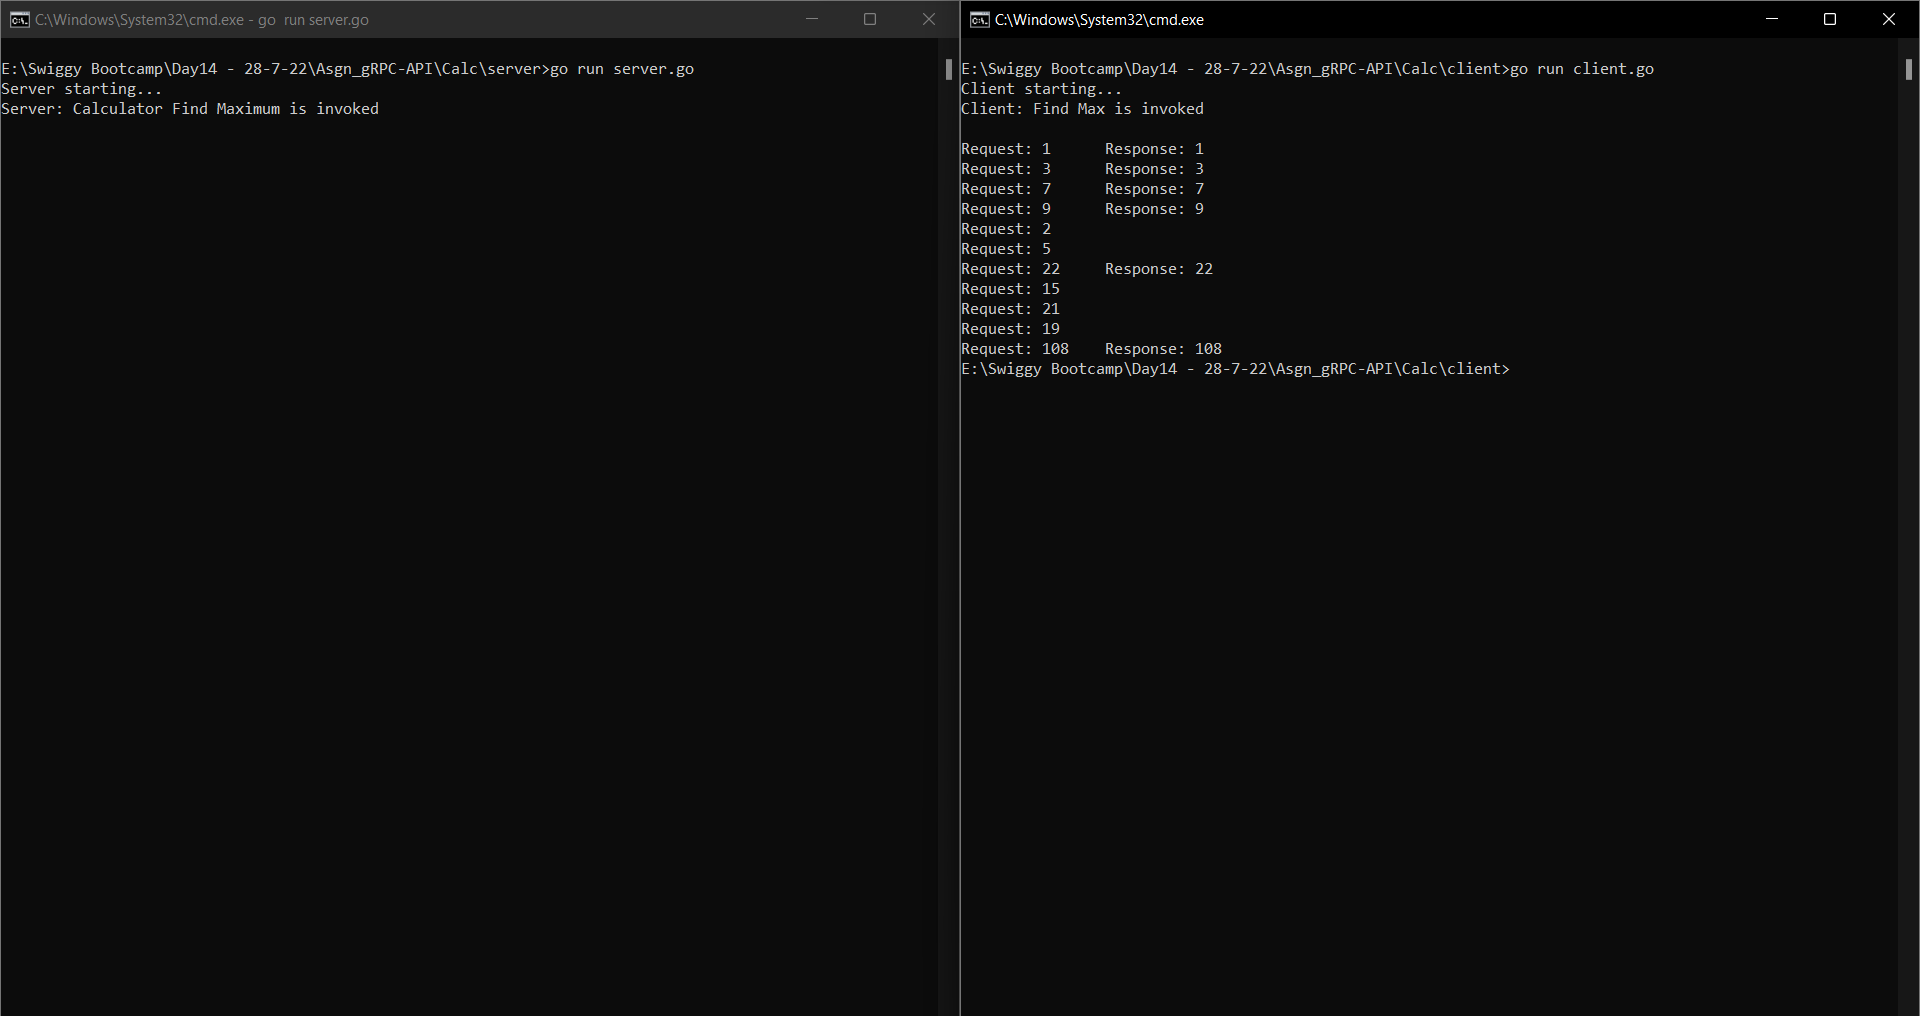 C:\Windows\System32\cmd.exe - go  run server.go
E:\Swiggy Bootcamp\Day14 - 28-7-22\Asgn_gRPC-API\Calc\server>go run server.go
Server starting...
Server: Calculator Find Maximum is invoked
C:\Windows\System32\cmd.exe
E:\Swiggy Bootcamp\Day14 - 28-7-22\Asgn_gRPC-API\Calc\client>go run client.go
Client starting...
Client: Find Max is invoked
Request: 1      Response: 1
Request: 3      Response: 3
Request: 7      Response: 7
Request: 9      Response: 9
Request: 2
Request: 5
Request: 22     Response: 22
Request: 15
Request: 21
Request: 19
Request: 108    Response: 108
E:\Swiggy Bootcamp\Day14 - 28-7-22\Asgn_gRPC-API\Calc\client>